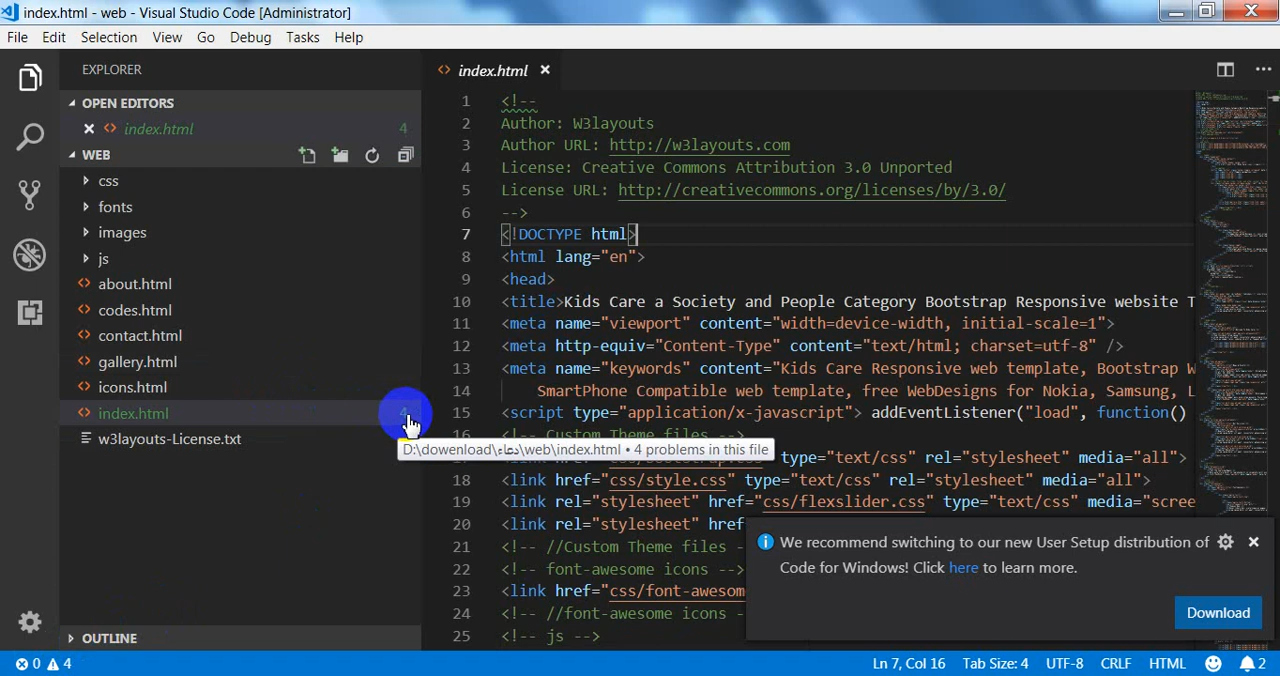 index.html - web - Visual Studio Code [Administrator]
File Edit Selection View Go Debug Tasks Help
EXPLORER
OPEN EDITORS
index.html 4
WEB
css
fonts
images
js
about.html
codes.html
contact.html
gallery.html
icons.html
index.html 4
w3layouts-License.txt
OUTLINE
index.html
1 <!--
2 Author: W3layouts
3 Author URL: http://w3layouts.com
4 License: Creative Commons Attribution 3.0 Unported
5 License URL: http://creativecommons.org/licenses/by/3.0/
6 -->
7 <!DOCTYPE html>
8 <html lang="en">
9 <head>
10 <title>Kids Care a Society and People Category Bootstrap Responsive website T
11 <meta name="viewport" content="width=device-width, initial-scale=1">
12 <meta http-equiv="Content-Type" content="text/html; charset=utf-8" />
13 <meta name="keywords" content="Kids Care Responsive web template, Bootstrap W
14 SmartPhone Compatible web template, free WebDesigns for Nokia, Samsung, L
15 <script type="application/x-javascript"> addEventListener("load", function()
16 <!-- Custom Theme files -->
D:\dowenload\دعاء\web\index.html • 4 problems in this file
type="text/css" rel="stylesheet" media="all">
18 <link href="css/style.css" type="text/css" rel="stylesheet" media="all">
19 <link rel="stylesheet" href="css/flexslider.css" type="text/css" media="scree
20 <link rel="stylesheet" href
21 <!-- //Custom Theme files -
22 <!-- font-awesome icons -->
23 <link href="css/font-awesom
24 <!-- //font-awesome icons -
25 <!-- js -->
We recommend switching to our new User Setup distribution of
Code for Windows! Click here to learn more.
Download
0 4 Ln 7, Col 16 Tab Size: 4 UTF-8 CRLF HTML 2